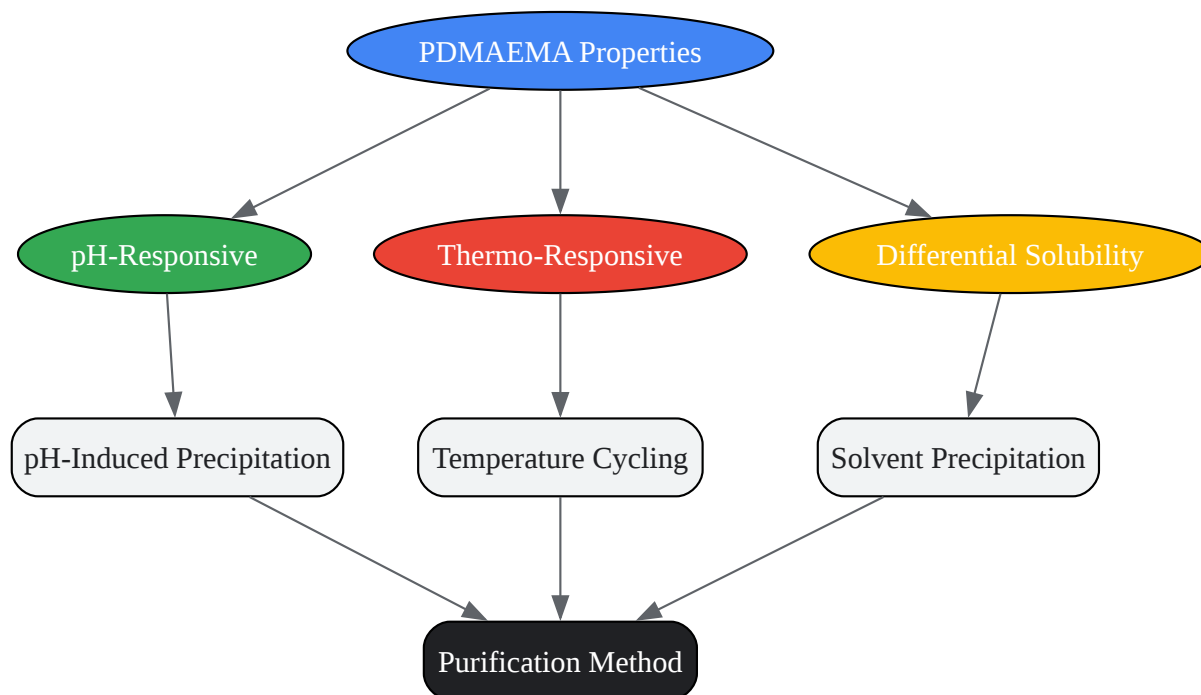 PDMAEMA Properties
pH-Responsive
Thermo-Responsive
Differential Solubility
pH-Induced Precipitation
Temperature Cycling
Solvent Precipitation
Purification Method